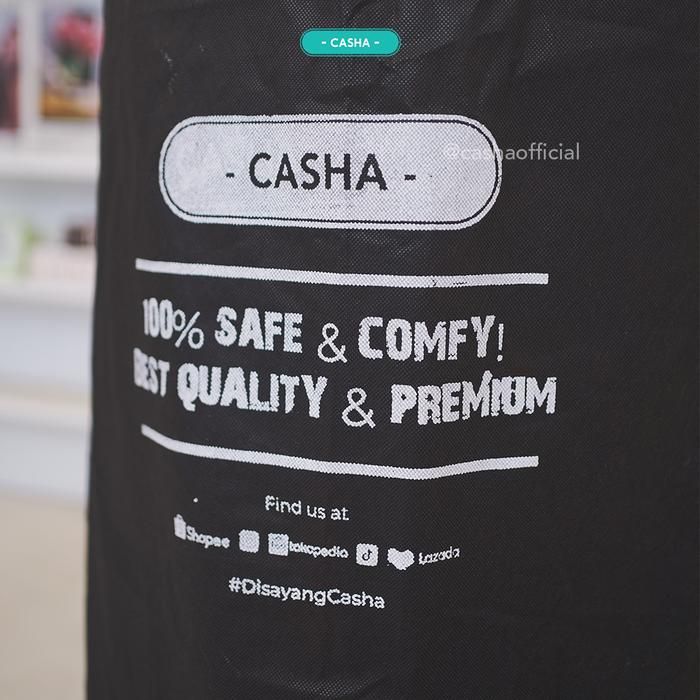 - CASHA -
- CASHA -
@cashaofficial
100% SAFE & COMFY!
BEST QUALITY & PREMIUM
Find us at
Shopee tokopedia Lazada
#DisayangCasha